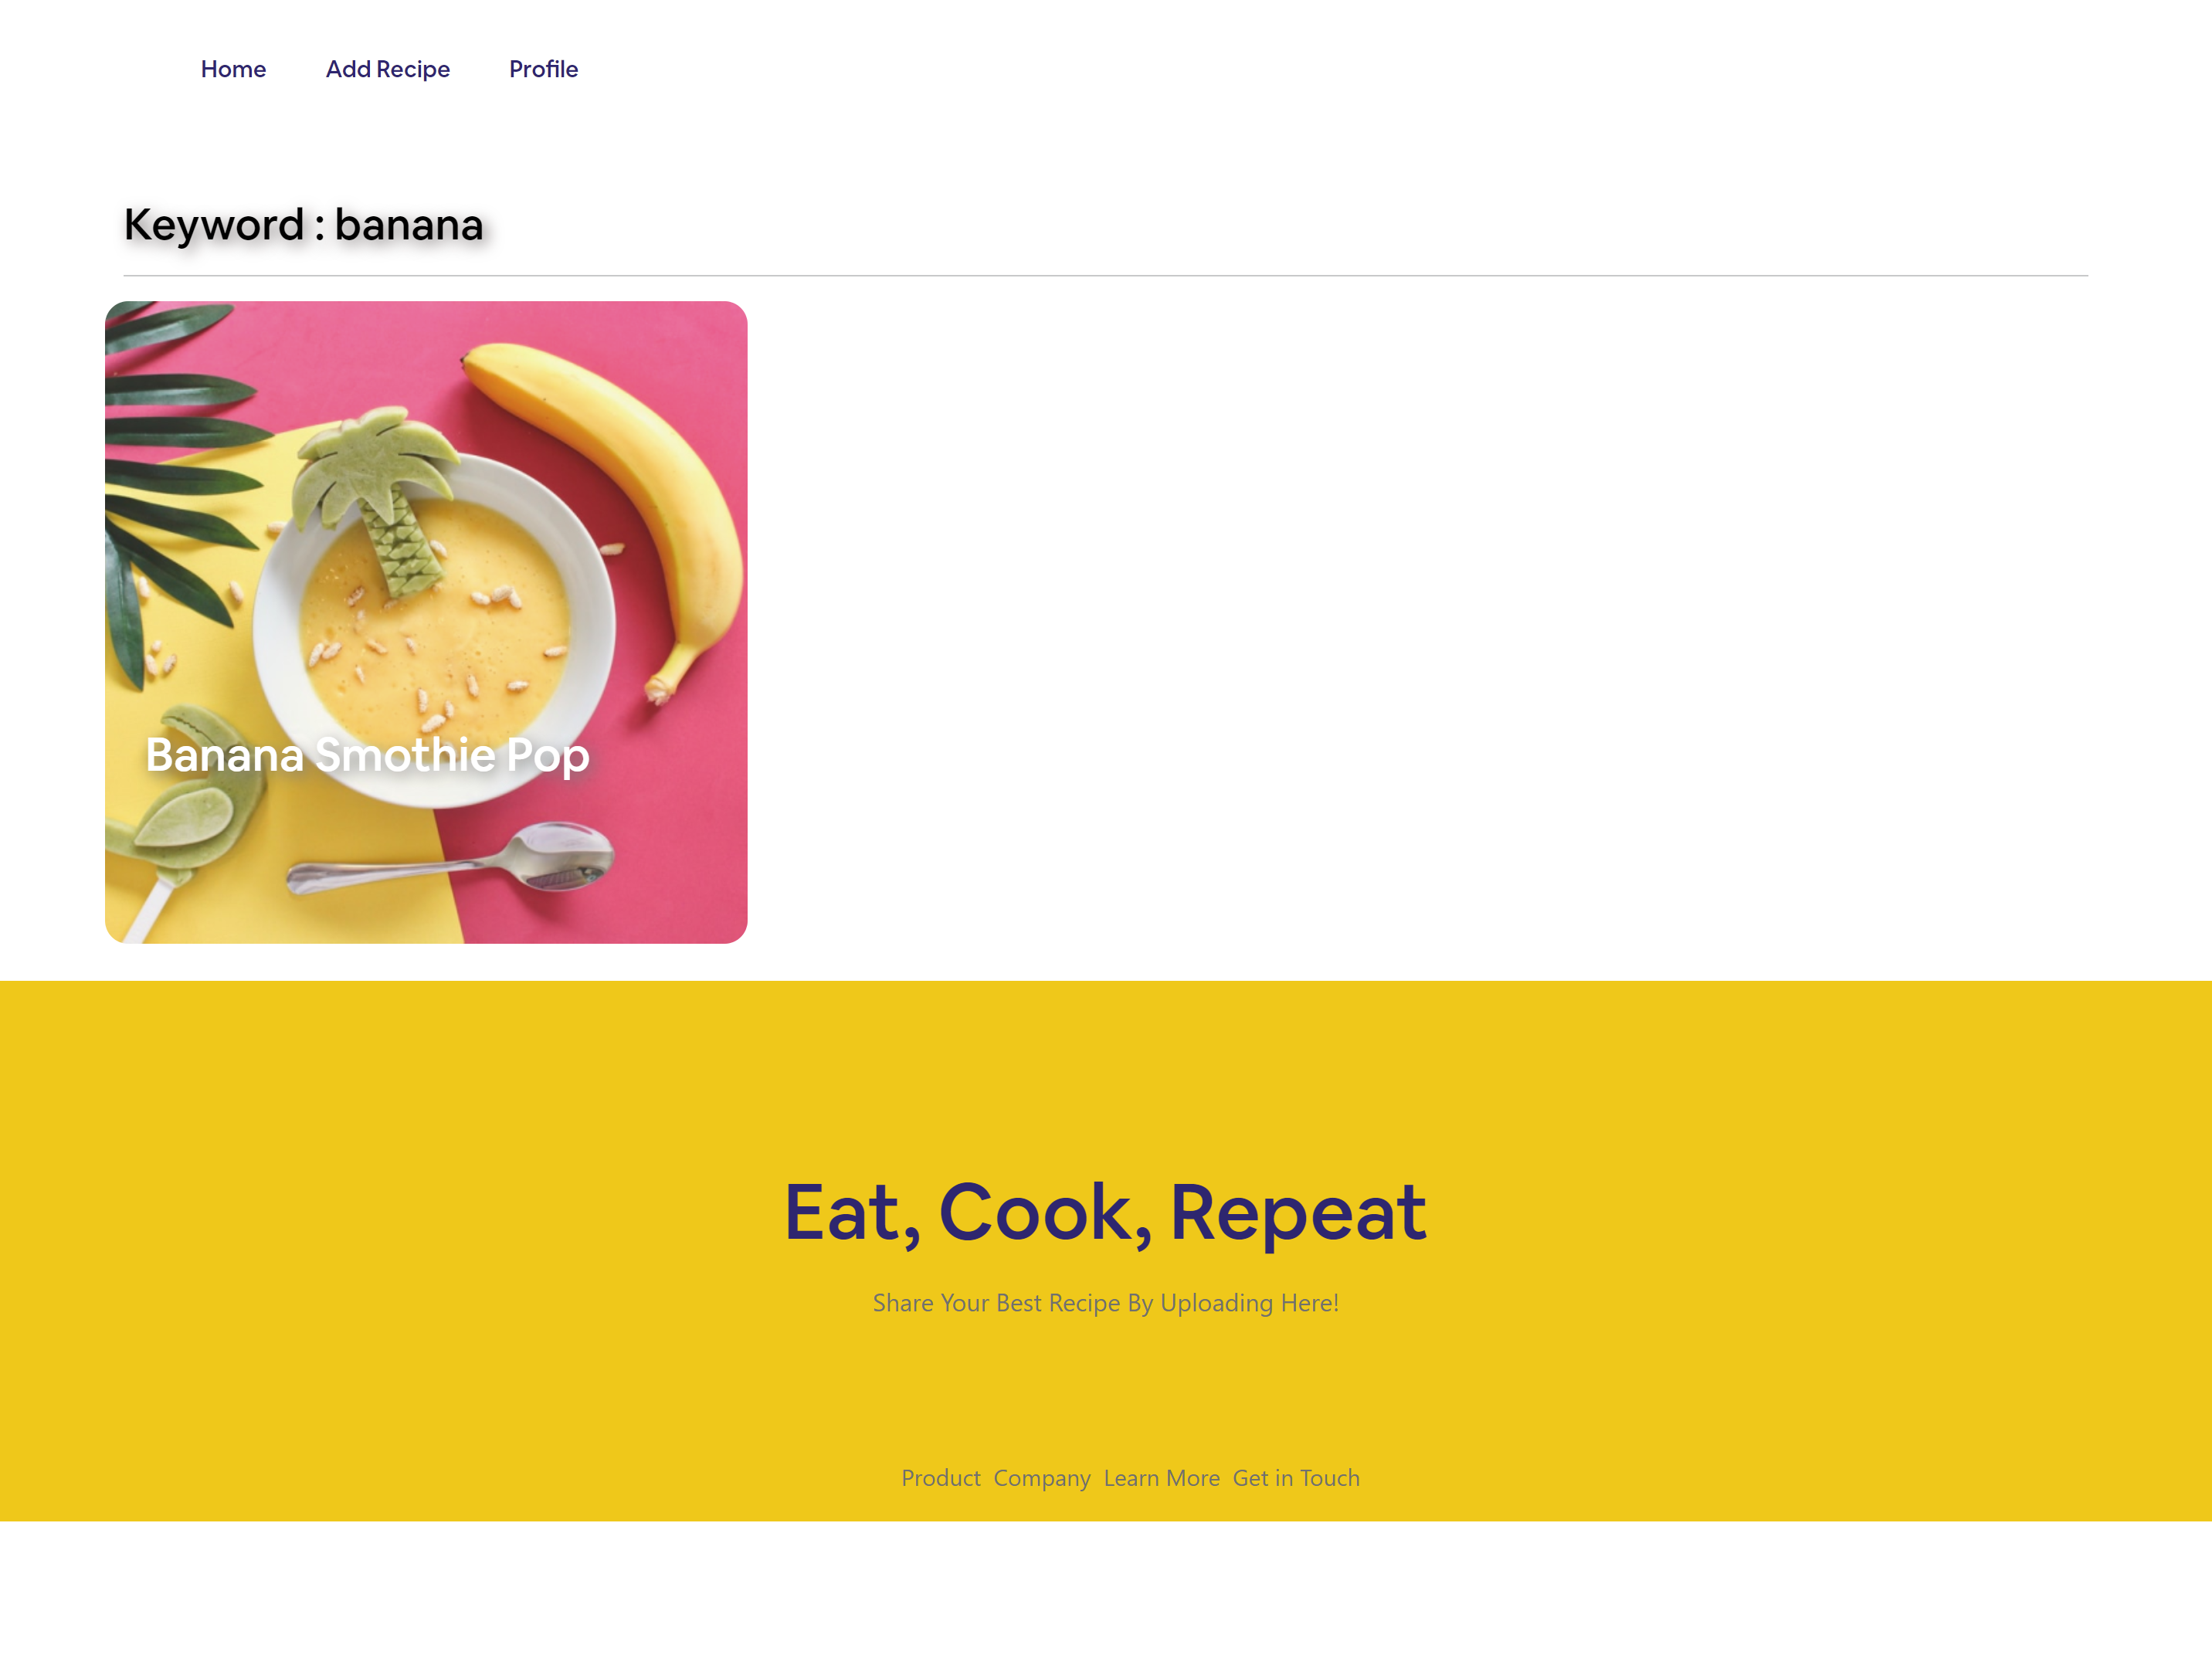 Home Add Recipe Profile
Keyword : banana
Banana Smothie Pop
Eat, Cook, Repeat
Share Your Best Recipe By Uploading Here!
Product Company Learn More Get in Touch